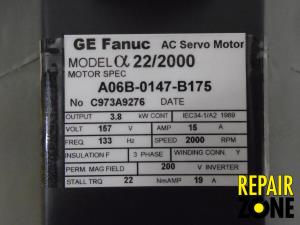 GE Fanuc AC Servo Motor
MODEL α 22/2000
MOTOR SPEC
A06B-0147-B175
No C973A9276 DATE
OUTPUT 3.8 kW CONT IEC34-1/A2 1989
VOLT 157 V AMP 15 A
FREQ 133 Hz SPEED 2000 RPM
INSULATION F 3 PHASE WINDING CONN. Y
PERM. MAG FIELD 200 V INVERTER
STALL TRQ 22 Nm AMP 19 A
REPAIR
ZONE